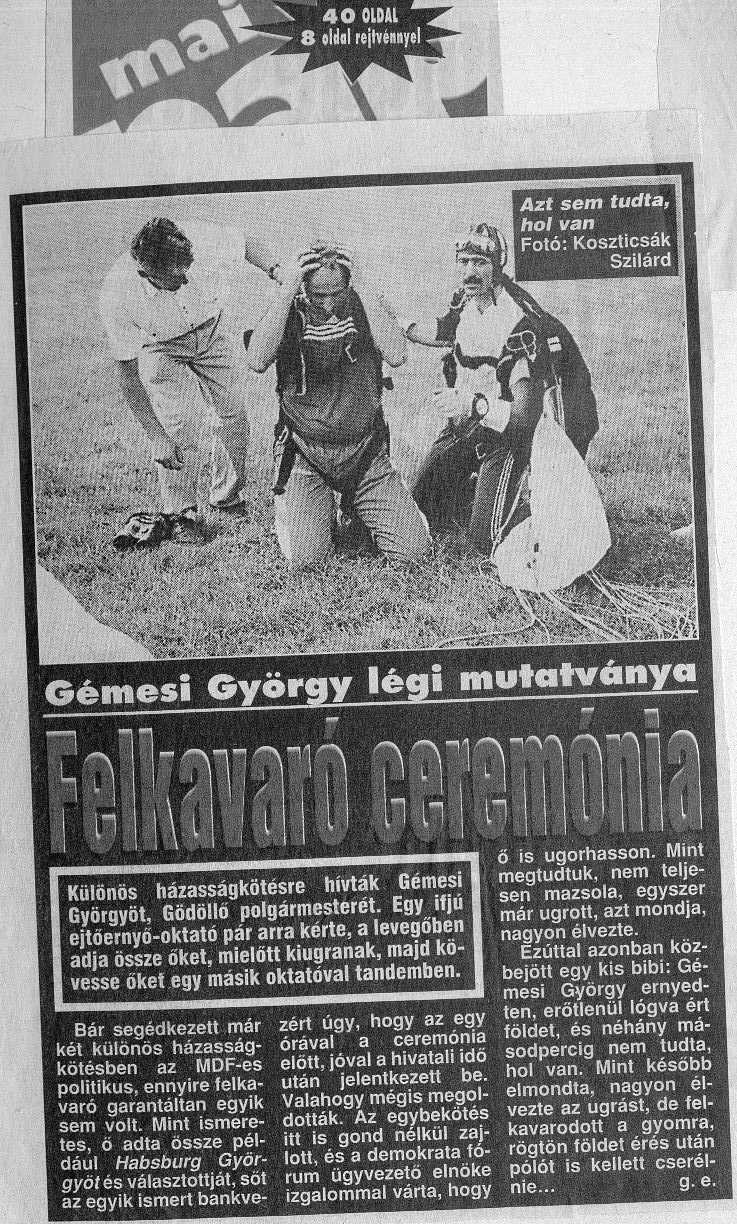 mai
40 OLDAL
8 oldal rejtvénnyel
Azt sem tudta,
hol van
Fotó: Koszticsák
Szilárd
Gémesi György légi mutatványa
Felkavaró ceremónia
Különös házasságkötésre hívták Gémesi
Györgyöt, Gödöllő polgármesterét. Egy ifjú
ejtőernyő-oktató pár arra kérte, a levegőben
adja össze őket, mielőtt kiugranak, majd kö-
vesse őket egy másik oktatóval tandemben.
Bár segédkezett már
két különös házasság-
kötésben az MDF-es
politikus, ennyire felka-
varó garantáltan egyik
sem volt. Mint ismere-
tes, ő adta össze pél-
dául Habsburg Györ-
gyöt és választottját, sőt
az egyik ismert bankve-
zért úgy, hogy az egy
órával a ceremónia
előtt, jóval a hivatali idő
után jelentkezett be.
Valahogy mégis megol-
dották. Az egybekötés
itt is gond nélkül zaj-
lott, és a demokrata fó-
rum ügyvezető elnöke
izgalommal várta, hogy
ő is ugorhasson. Mint
megtudtuk, nem telje-
sen mazsola, egyszer
már ugrott, azt mondja,
nagyon élvezte.
Ezúttal azonban köz-
bejött egy kis bibi: Gé-
mesi György ernyed-
ten, erőtlenül lógva ért
földet, és néhány má-
sodpercig nem tudta,
hol van. Mint később
elmondta, nagyon él-
vezte az ugrást, de fel-
kavarodott a gyomra,
rögtön földet érés után
pólót is kellett cserél-
nie... g. e.